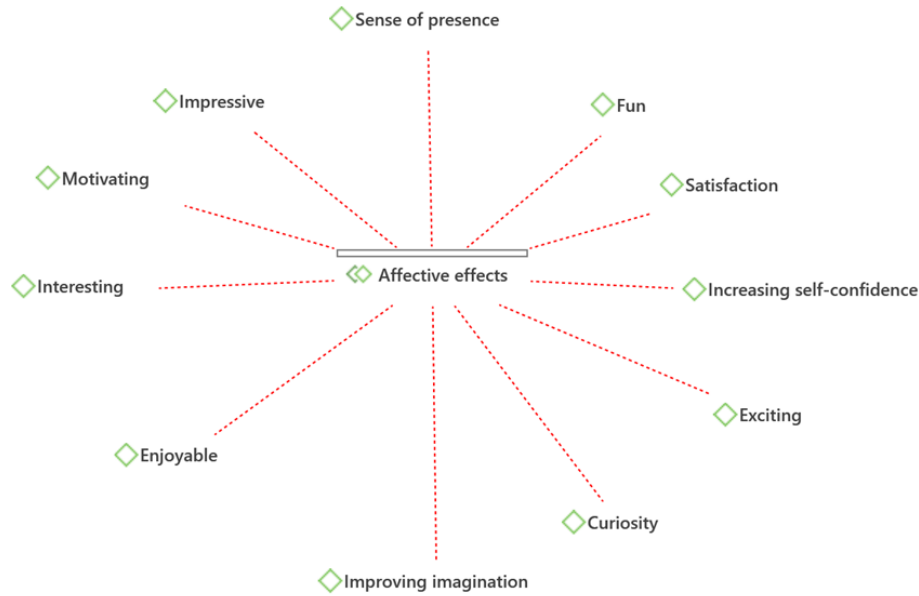 Sense of presence
Impressive
Fun
Motivating
Satisfaction
Affective effects
Interesting
Increasing self-confidence
Exciting
Enjoyable
Curiosity
Improving imagination